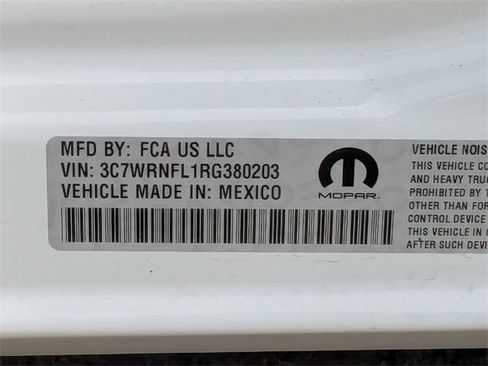 MFD BY: FCA US LLC
VIN: 3C7WRNFL1RG380203
VEHICLE MADE IN: MEXICO
MOPAR
VEHICLE NOIS
THIS VEHICLE CO
AND HEAVY TRU
PROHIBITED BY T
OTHER THAN FOR
CONTROL DEVICE
THIS VEHICLE IN C
AFTER SUCH DEVI